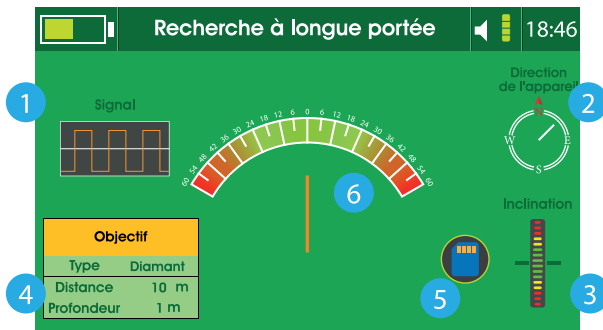 Recherche à longue portée
18:46
1
Signal
Direction
de l'appareil
2
N
W
E
S
60 54 48 42 36 30 24 18 12 6 0 6 12 18 24 30 36 42 48 54 60
6
Inclination
Objectif
Type Diamant
Distance 10 m
Profondeur 1 m
4
5
3